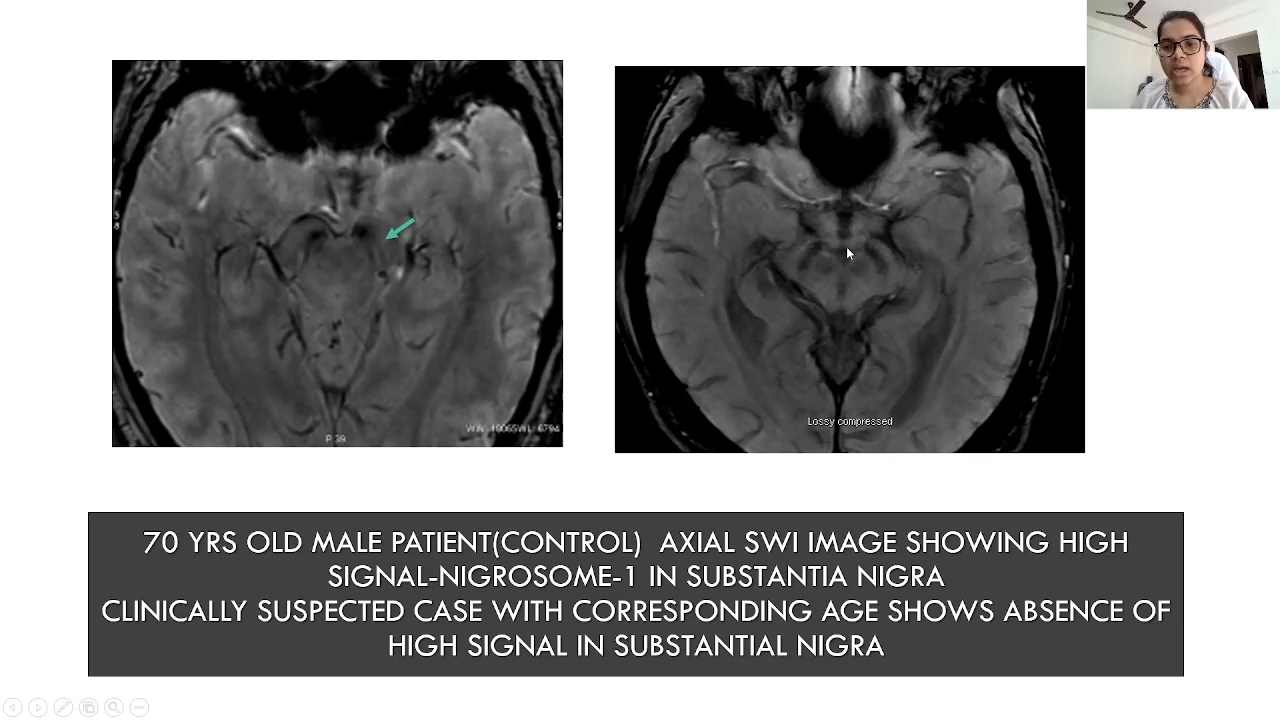 P 39
Lossy compressed
70 YRS OLD MALE PATIENT(CONTROL)  AXIAL SWI IMAGE SHOWING HIGH
SIGNAL-NIGROSOME-1 IN SUBSTANTIA NIGRA
CLINICALLY SUSPECTED CASE WITH CORRESPONDING AGE SHOWS ABSENCE OF
HIGH SIGNAL IN SUBSTANTIAL NIGRA